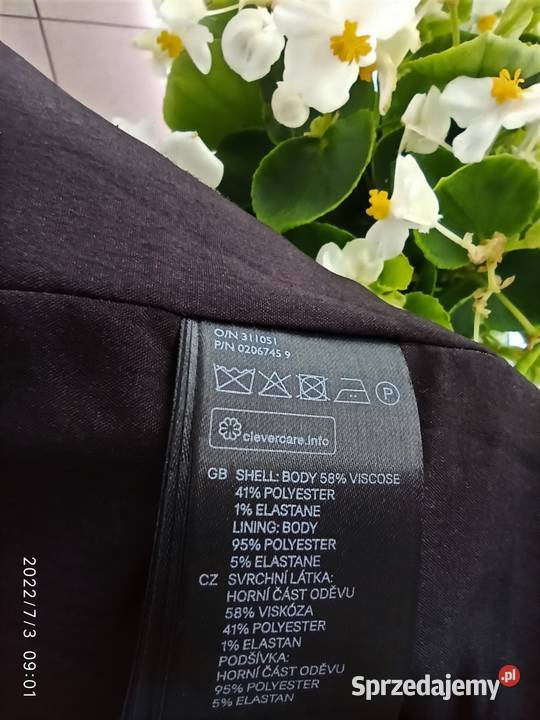 O/N 311051
P/N 0206745 9
P
clevercare.info
GB SHELL: BODY 58% VISCOSE
41% POLYESTER
1% ELASTANE
LINING: BODY
95% POLYESTER
5% ELASTANE
CZ SVRCHNÍ LÁTKA:
HORNÍ ČÁST ODĚVU
58% VISKÓZA
41% POLYESTER
1% ELASTAN
PODŠÍVKA:
HORNÍ ČÁST ODĚVU
95% POLYESTER
5% ELASTAN
2022/7/3 09:01
Sprzedajemy.pl